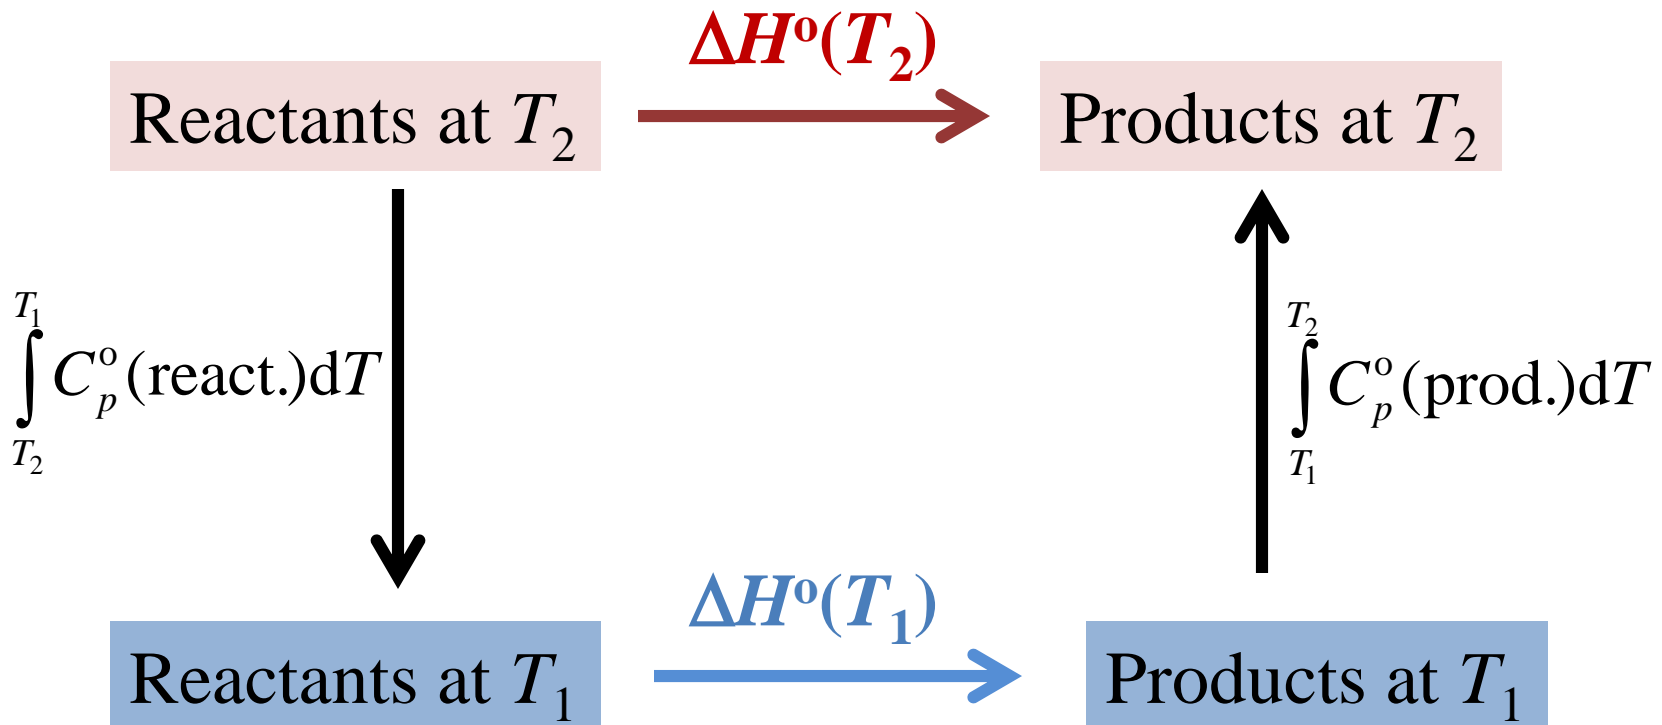 ΔH°(T₂)
Reactants at T₂
Products at T₂
T₁
∫ C°ₚ(react.)dT
T₂
T₂
∫ C°ₚ(prod.)dT
T₁
ΔH°(T₁)
Reactants at T₁
Products at T₁